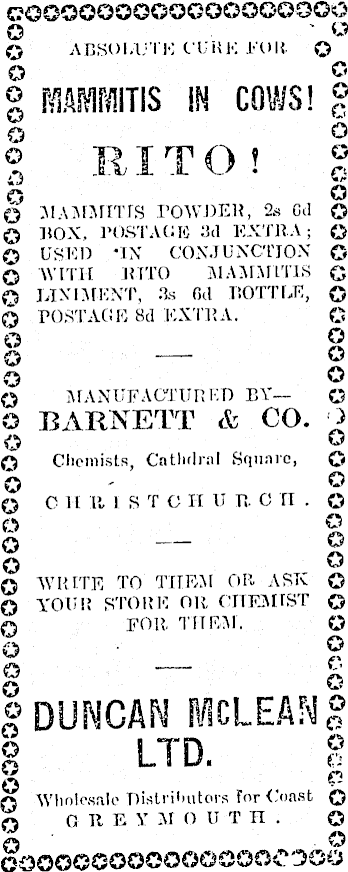 ABSOLUTE CURE FOR
MAMMITIS IN COWS!
RITO!
MAMMITIS POWDER, 2s 6d
BOX, POSTAGE 3d EXTRA;
USED IN CONJUNCTION
WITH RITO MAMMITIS
LINIMENT, 3s 6d BOTTLE,
POSTAGE 8d EXTRA.
MANUFACTURED BY—
BARNETT & CO.
Chemists, Cathdral Square,
CHRISTCHURCH.
WRITE TO THEM OR ASK
YOUR STORE OR CHEMIST
FOR THEM.
DUNCAN McLEAN
LTD.
Wholesale Distributors for Coast
GREYMOUTH.